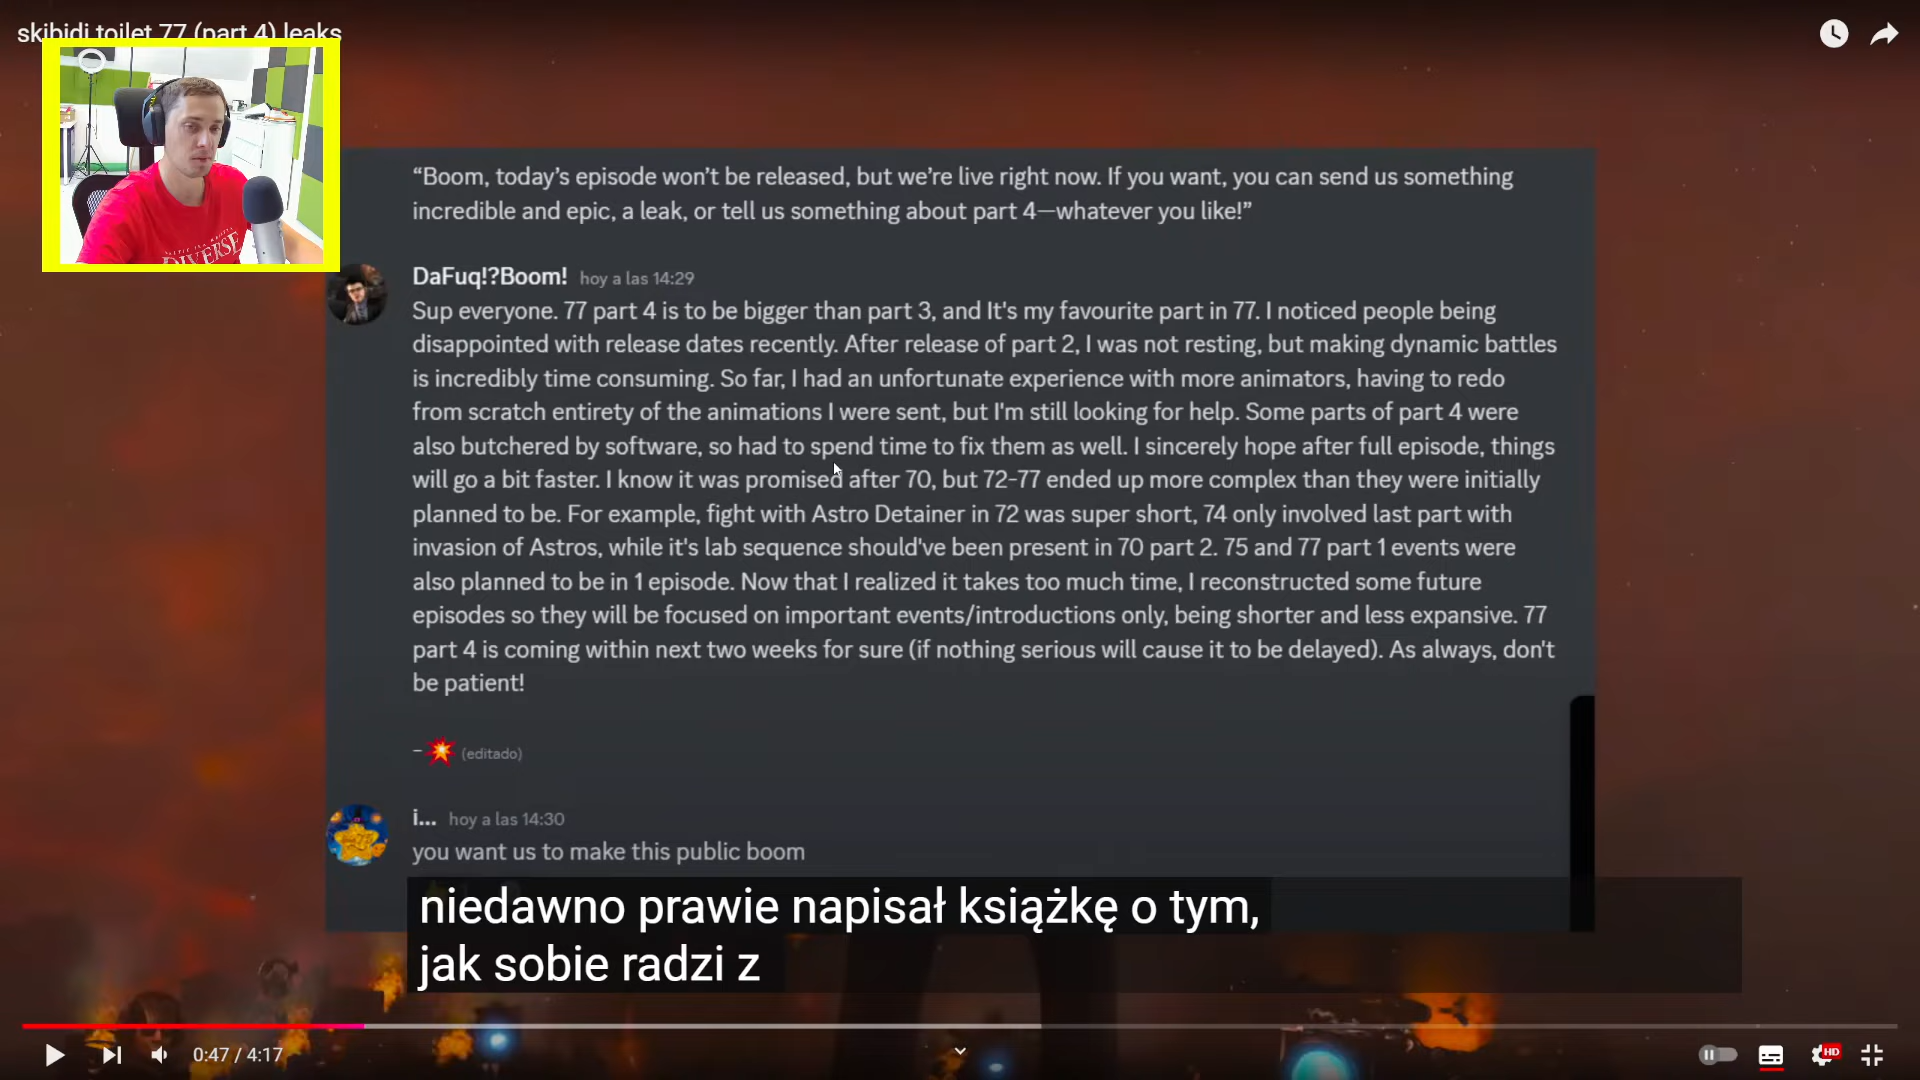 skibidi toilet 77 (part 4) leaks
DIVERSE
“Boom, today’s episode won’t be released, but we’re live right now. If you want, you can send us something
incredible and epic, a leak, or tell us something about part 4—whatever you like!”
DaFuq!?Boom! hoy a las 14:29
Sup everyone. 77 part 4 is to be bigger than part 3, and It's my favourite part in 77. I noticed people being
disappointed with release dates recently. After release of part 2, I was not resting, but making dynamic battles
is incredibly time consuming. So far, I had an unfortunate experience with more animators, having to redo
from scratch entirety of the animations I were sent, but I'm still looking for help. Some parts of part 4 were
also butchered by software, so had to spend time to fix them as well. I sincerely hope after full episode, things
will go a bit faster. I know it was promised after 70, but 72-77 ended up more complex than they were initially
planned to be. For example, fight with Astro Detainer in 72 was super short, 74 only involved last part with
invasion of Astros, while it's lab sequence should've been present in 70 part 2. 75 and 77 part 1 events were
also planned to be in 1 episode. Now that I realized it takes too much time, I reconstructed some future
episodes so they will be focused on important events/introductions only, being shorter and less expansive. 77
part 4 is coming within next two weeks for sure (if nothing serious will cause it to be delayed). As always, don't
be patient!
–💥 (editado)
i... hoy a las 14:30
you want us to make this public boom
niedawno prawie napisał książkę o tym,
jak sobie radzi z
0:47 / 4:17
HD